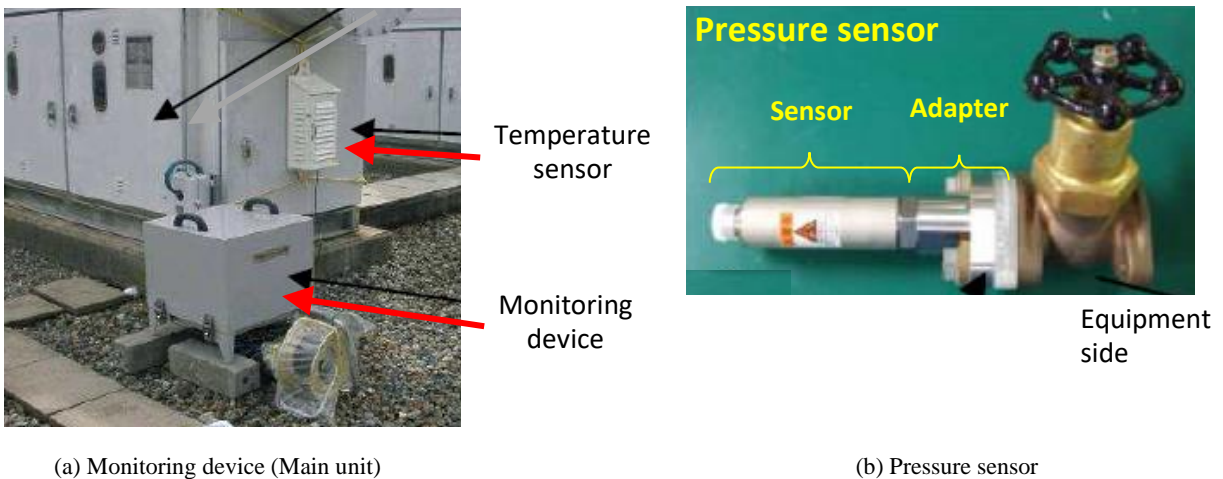 Pressure sensor
Sensor
Adapter
Temperature
sensor
Monitoring
device
Equipment
side
(a) Monitoring device (Main unit)
(b) Pressure sensor